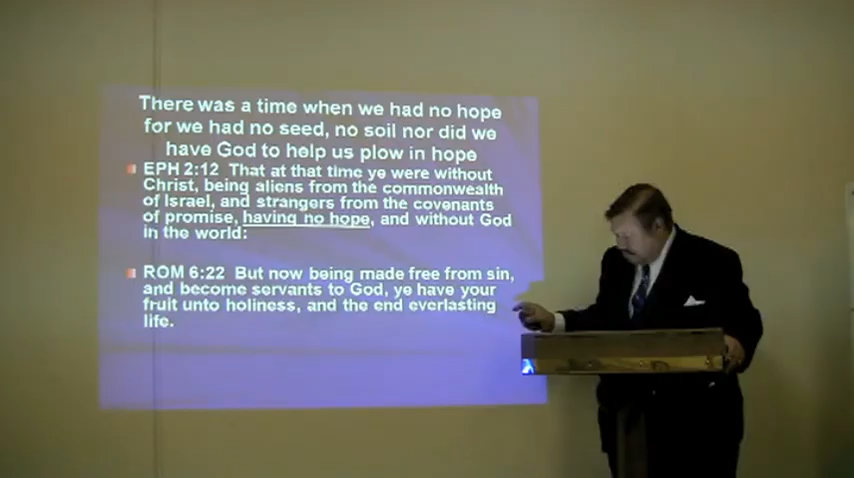 There was a time when we had no hope
for we had no seed, no soil nor did we
have God to help us plow in hope
EPH 2:12 That at that time ye were without
Christ, being aliens from the commonwealth
of Israel, and strangers from the covenants
of promise, having no hope, and without God
in the world:
ROM 6:22 But now being made free from sin,
and become servants to God, ye have your
fruit unto holiness, and the end everlasting
life.